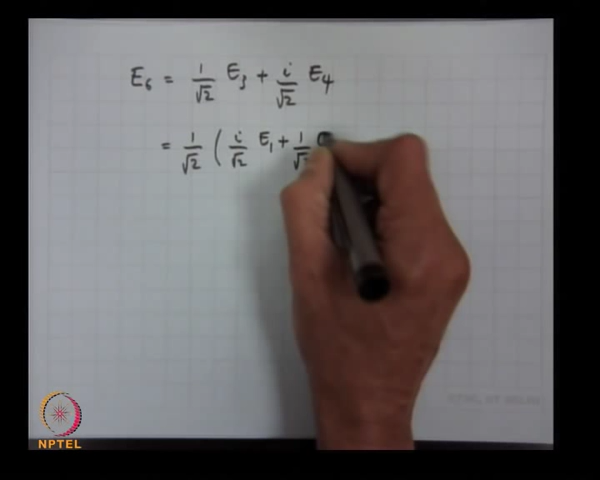 E₆ = 1/√2 E₃ + i/√2 E₄
= 1/√2 ( i/√2 E₁ + 1/√2
NPTEL